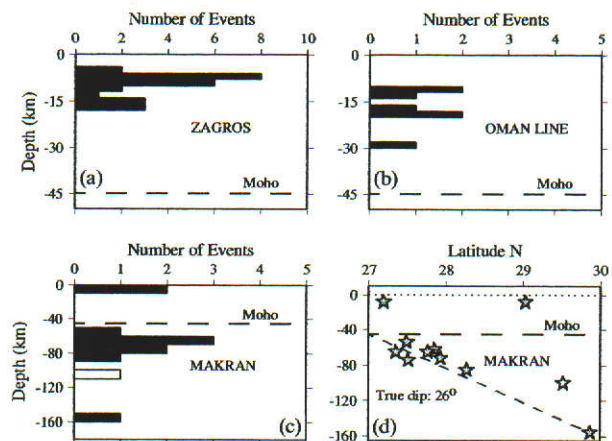 Number of Events
0 2 4 6 8 10
0
-15
-30
-45
Depth (km)
ZAGROS
Moho
(a)
Number of Events
0 1 2 3 4 5
0
-15
-30
-45
OMAN LINE
Moho
(b)
Number of Events
0 1 2 3 4 5
0
-40
-80
-120
-160
Depth (km)
Moho
MAKRAN
(c)
Latitude N
27 28 29 30
0
-40
-80
-120
-160
Moho
MAKRAN
True dip: 26°
(d)